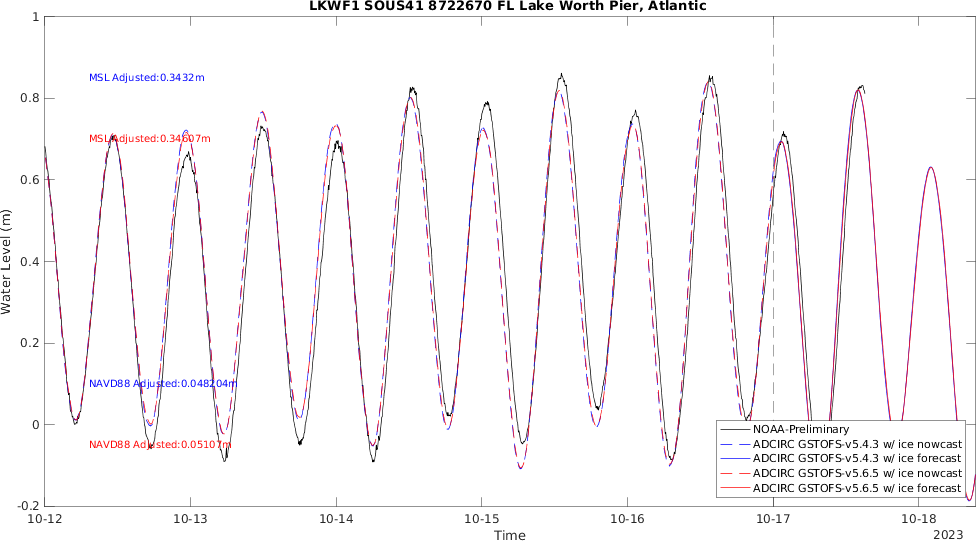 LKWF1 SOUS41 8722670 FL Lake Worth Pier, Atlantic
1
0.8
0.6
0.4
0.2
0
-0.2
Water Level (m)
MSL Adjusted:0.3432m
MSL Adjusted:0.34607m
NAVD88 Adjusted:0.048204m
NAVD88 Adjusted:0.05107m
NOAA-Preliminary
ADCIRC GSTOFS-v5.4.3 w/ ice nowcast
ADCIRC GSTOFS-v5.4.3 w/ ice forecast
ADCIRC GSTOFS-v5.6.5 w/ ice nowcast
ADCIRC GSTOFS-v5.6.5 w/ ice forecast
10-12 10-13 10-14 10-15 10-16 10-17 10-18
Time
2023